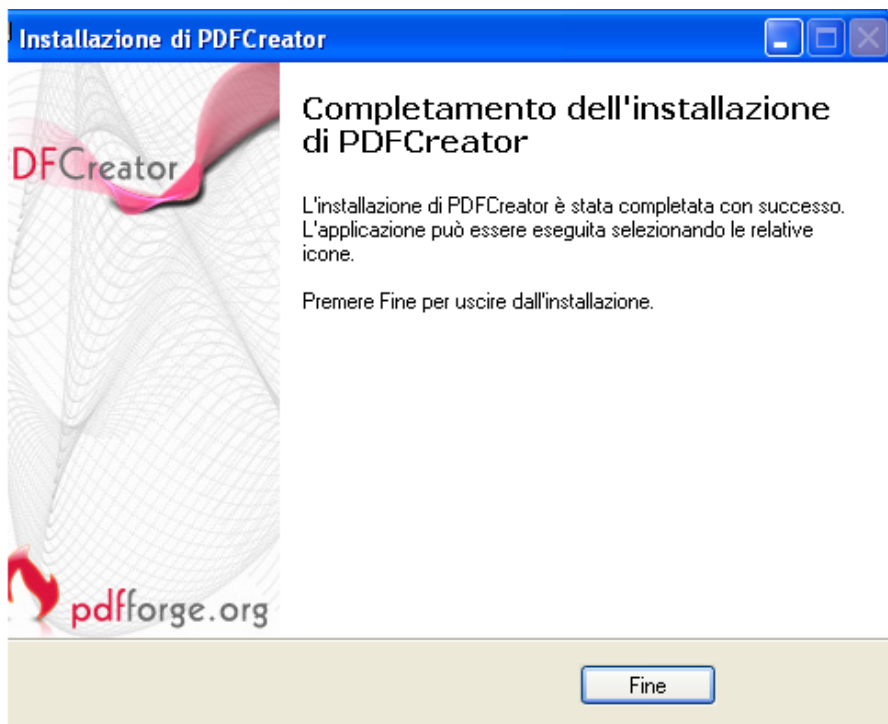 Installazione di PDFCreator
DFCreator
Completamento dell'installazione
di PDFCreator
L'installazione di PDFCreator è stata completata con successo.
L'applicazione può essere eseguita selezionando le relative
icone.
Premere Fine per uscire dall'installazione.
pdfforge.org
Fine